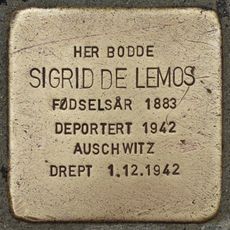 HER BODDE
SIGRID DE LEMOS
FØDSELSÅR 1883
DEPORTERT 1942
AUSCHWITZ
DREPT 1.12.1942